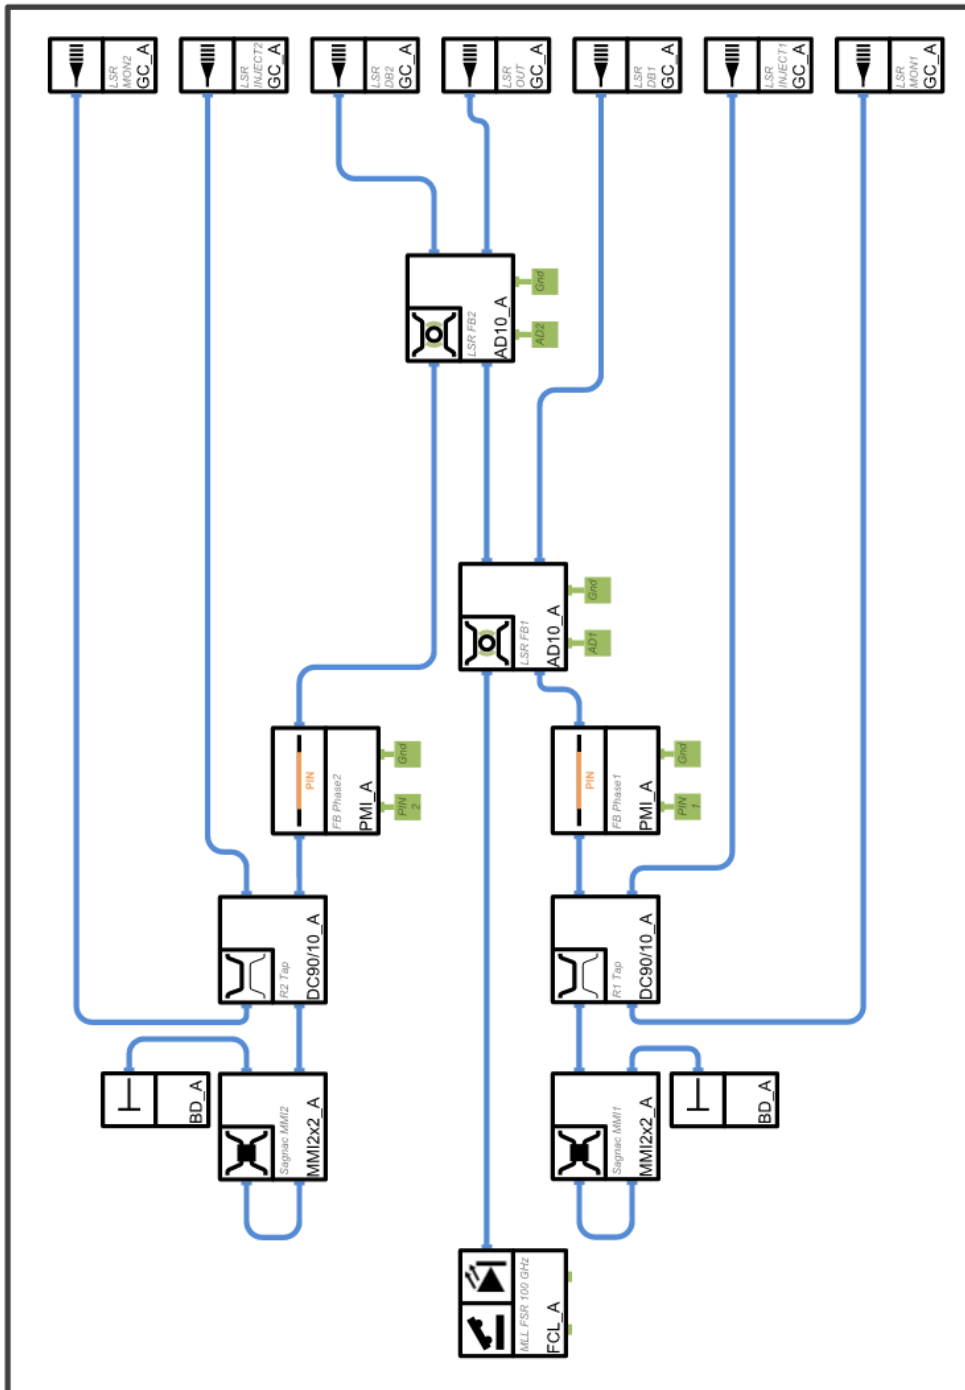 LSR
MON2
GC_A
LSR
INJECT2
GC_A
LSR
DB2
GC_A
LSR
OUT
GC_A
LSR
DB1
GC_A
LSR
INJECT1
GC_A
LSR
MON1
GC_A
LSR FB2
AD10_A
Gnd
AD2
LSR FB1
AD10_A
Gnd
AD1
PIN
FB Phase2
PMI_A
Gnd
PIN
2
PIN
FB Phase1
PMI_A
Gnd
PIN
1
R2 Tap
DC90/10_A
R1 Tap
DC90/10_A
BD_A
Sagnac MMI2
MMI2x2_A
Sagnac MMI1
MMI2x2_A
BD_A
MLL FSR 100 GHz
FCL_A